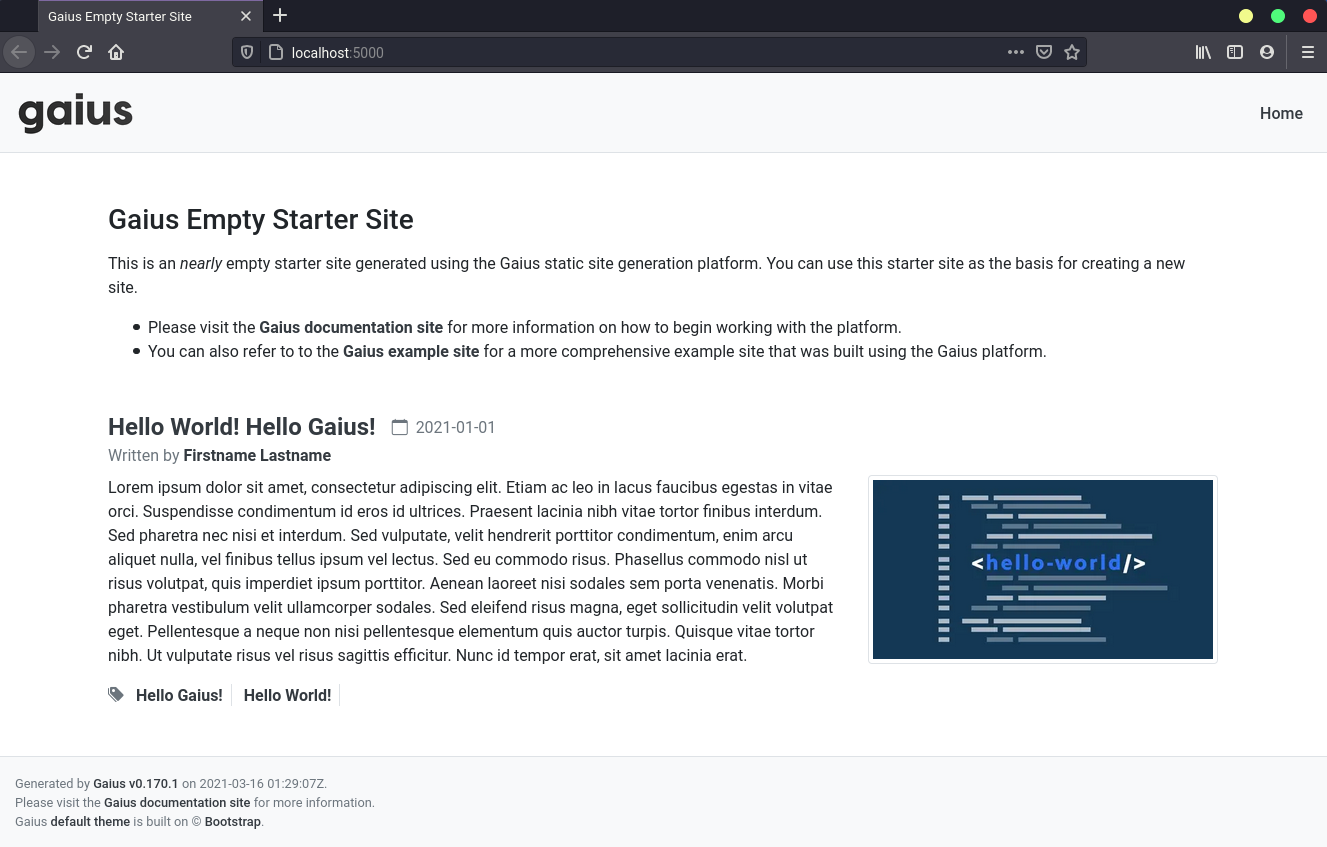 Gaius Empty Starter Site
localhost:5000
gaius
Home
Gaius Empty Starter Site
This is an nearly empty starter site generated using the Gaius static site generation platform. You can use this starter site as the basis for creating a new
site.
Please visit the Gaius documentation site for more information on how to begin working with the platform.
You can also refer to to the Gaius example site for a more comprehensive example site that was built using the Gaius platform.
Hello World! Hello Gaius! 2021-01-01
Written by Firstname Lastname
Lorem ipsum dolor sit amet, consectetur adipiscing elit. Etiam ac leo in lacus faucibus egestas in vitae
orci. Suspendisse condimentum id eros id ultrices. Praesent lacinia nibh vitae tortor finibus interdum.
Sed pharetra nec nisi et interdum. Sed vulputate, velit hendrerit porttitor condimentum, enim arcu
aliquet nulla, vel finibus tellus ipsum vel lectus. Sed eu commodo risus. Phasellus commodo nisl ut
risus volutpat, quis imperdiet ipsum porttitor. Aenean laoreet nisi sodales sem porta venenatis. Morbi
pharetra vestibulum velit ullamcorper sodales. Sed eleifend risus magna, eget sollicitudin velit volutpat
eget. Pellentesque a neque non nisi pellentesque elementum quis auctor turpis. Quisque vitae tortor
nibh. Ut vulputate risus vel risus sagittis efficitur. Nunc id tempor erat, sit amet lacinia erat.
<hello-world/>
Hello Gaius! Hello World!
Generated by Gaius v0.170.1 on 2021-03-16 01:29:07Z.
Please visit the Gaius documentation site for more information.
Gaius default theme is built on © Bootstrap.